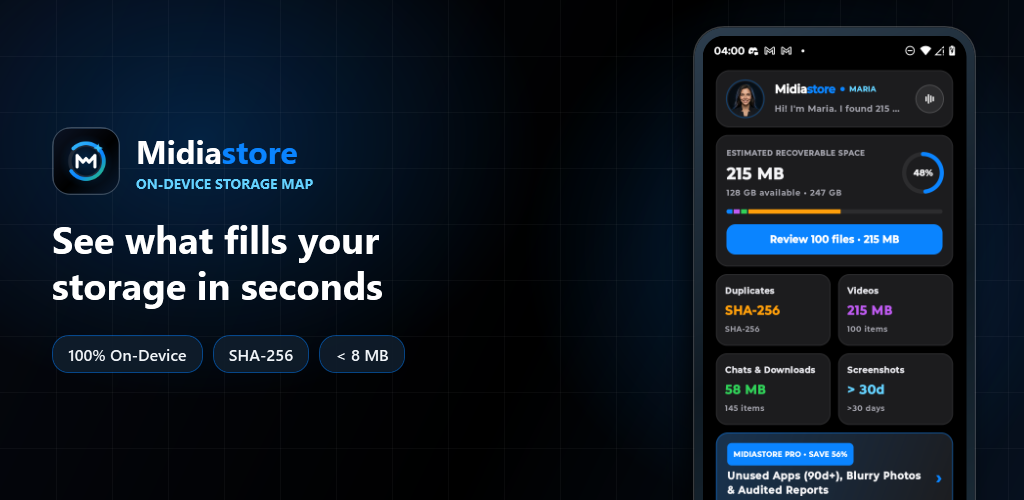 Midiastore
ON-DEVICE STORAGE MAP
See what fills your
storage in seconds
100% On-Device
SHA-256
< 8 MB
04:00
Midiastore • MARIA
Hi! I'm Maria. I found 215 ...
ESTIMATED RECOVERABLE SPACE
215 MB
128 GB available • 247 GB
48%
Review 100 files · 215 MB
Duplicates
SHA-256
SHA-256
Videos
215 MB
100 items
Chats & Downloads
58 MB
145 items
Screenshots
> 30d
>30 days
MIDIASTORE PRO • SAVE 56%
Unused Apps (90d+), Blurry Photos
& Audited Reports